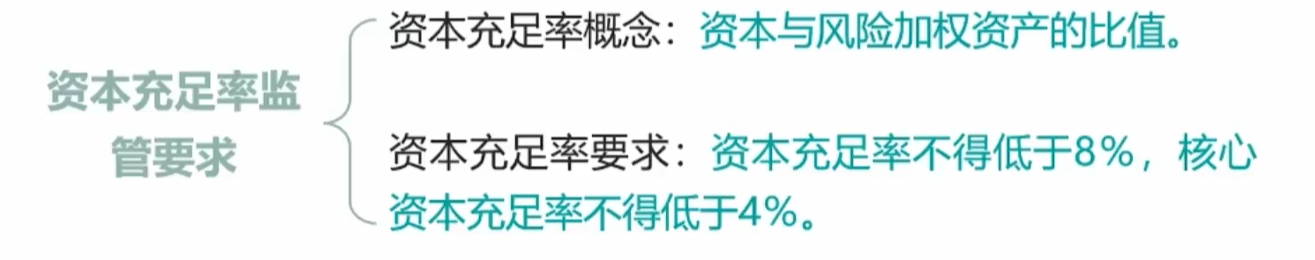 资本充足率监
管要求
资本充足率概念：资本与风险加权资产的比值。
资本充足率要求：资本充足率不得低于8%，核心
资本充足率不得低于4%。